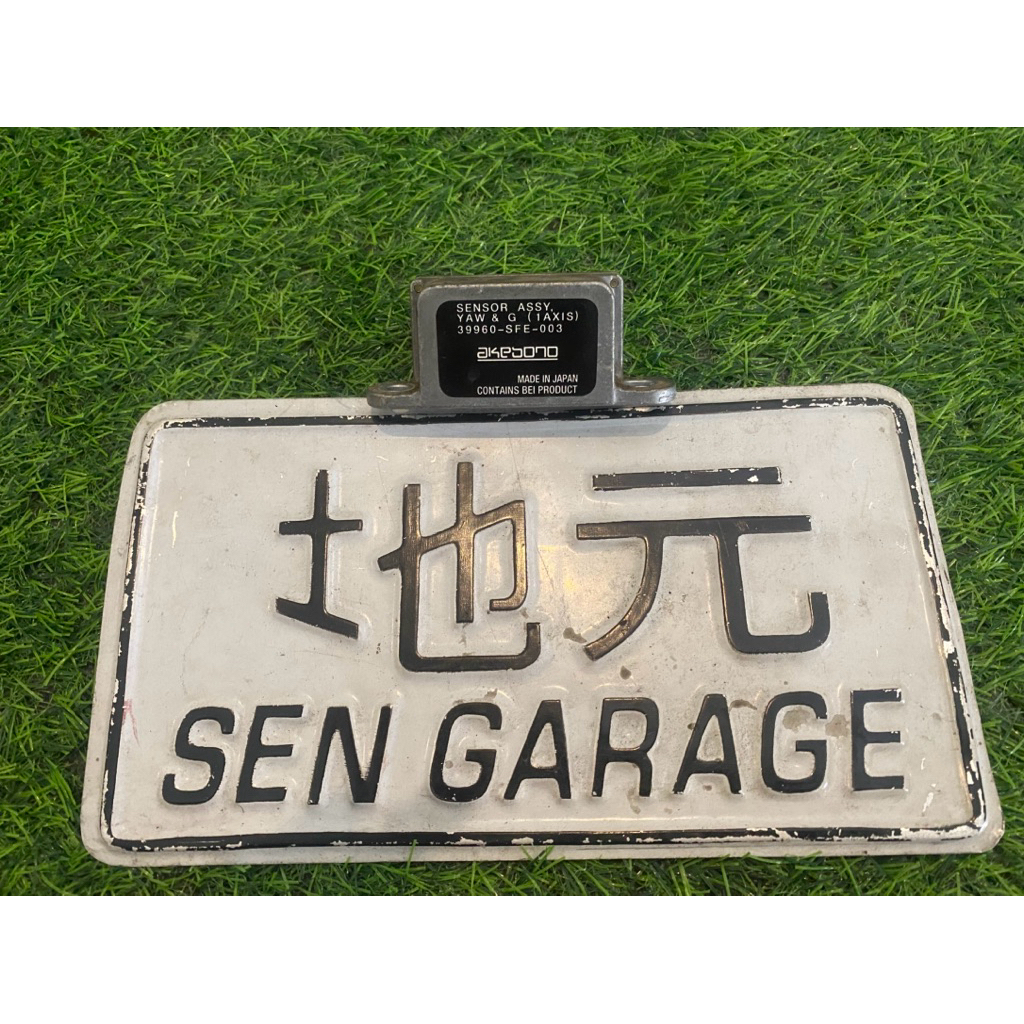 SENSOR ASSY,
YAW & G (1AXIS)
39960-SFE-003
akebono
MADE IN JAPAN
CONTAINS BEI PRODUCT
地元
SEN GARAGE